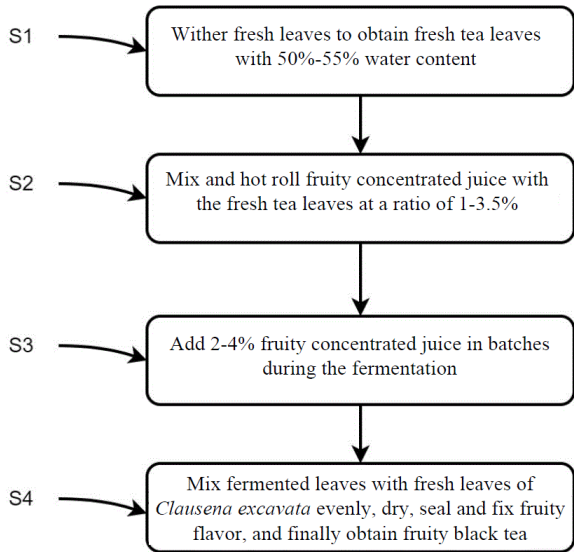 S1
Wither fresh leaves to obtain fresh tea leaves
with 50%-55% water content
S2
Mix and hot roll fruity concentrated juice with
the fresh tea leaves at a ratio of 1-3.5%
S3
Add 2-4% fruity concentrated juice in batches
during the fermentation
S4
Mix fermented leaves with fresh leaves of
Clausena excavata evenly, dry, seal and fix fruity
flavor, and finally obtain fruity black tea